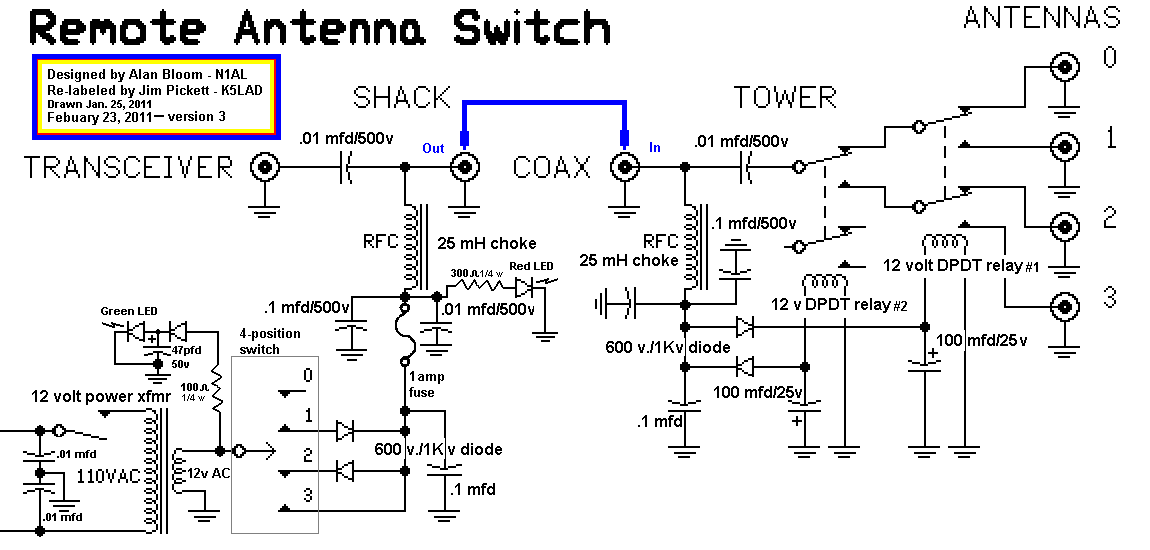 Remote Antenna Switch
ANTENNAS
Designed by Alan Bloom - N1AL
Re-labeled by Jim Pickett - K5LAD
Drawn Jan. 25, 2011
Febuary 23, 2011 — version 3
SHACK
TOWER
0
.01 mfd/500v
Out
In
.01 mfd/500v
1
TRANSCEIVER
COAX
2
RFC
25 mH choke
.1 mfd/500v
RFC
25 mH choke
300 Ω 1/4 w
Red LED
12 volt DPDT relay #1
12 v DPDT relay #2
3
.1 mfd/500v
.01 mfd/500v
Green LED
4-position
switch
47pfd
50v
600 v./1Kv diode
100 mfd/25v
1 amp
fuse
0
100 Ω
1/4 w
100 mfd/25v
12 volt power xfmr
1
.1 mfd
600 v./1K v diode
.01 mfd
2
110VAC
12v AC
.1 mfd
3
.01 mfd